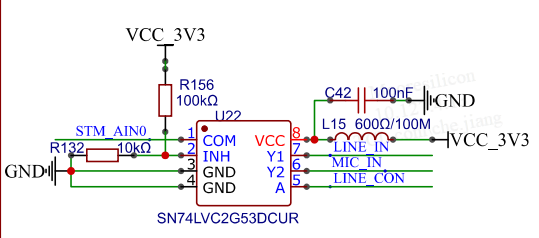 VCC_3V3
R156
100kΩ
U22
C42 100nF
GND
STM_AIN0
1 COM VCC 8
L15 600Ω/100M
VCC_3V3
R132 10kΩ
2 INH Y1 7
LINE_IN
GND
3 GND Y2 6
MIC_IN
4 GND A 5
LINE_CON
SN74LVC2G53DCUR